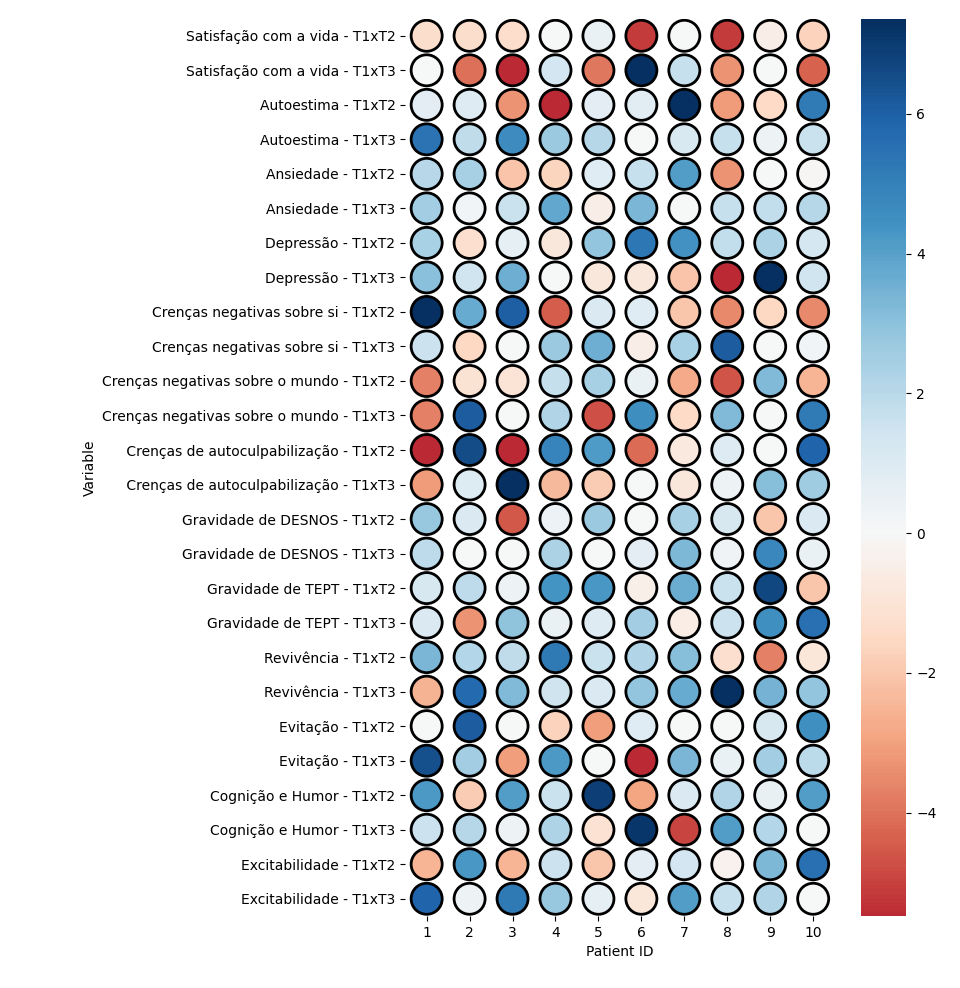 Satisfação com a vida - T1xT2
Satisfação com a vida - T1xT3
Autoestima - T1xT2
Autoestima - T1xT3
Ansiedade - T1xT2
Ansiedade - T1xT3
Depressão - T1xT2
Depressão - T1xT3
Crenças negativas sobre si - T1xT2
Crenças negativas sobre si - T1xT3
Crenças negativas sobre o mundo - T1xT2
Crenças negativas sobre o mundo - T1xT3
Crenças de autoculpabilização - T1xT2
Crenças de autoculpabilização - T1xT3
Gravidade de DESNOS - T1xT2
Gravidade de DESNOS - T1xT3
Gravidade de TEPT - T1xT2
Gravidade de TEPT - T1xT3
Revivência - T1xT2
Revivência - T1xT3
Evitação - T1xT2
Evitação - T1xT3
Cognição e Humor - T1xT2
Cognição e Humor - T1xT3
Excitabilidade - T1xT2
Excitabilidade - T1xT3
Variable
1 2 3 4 5 6 7 8 9 10
Patient ID
6
4
2
0
−2
−4